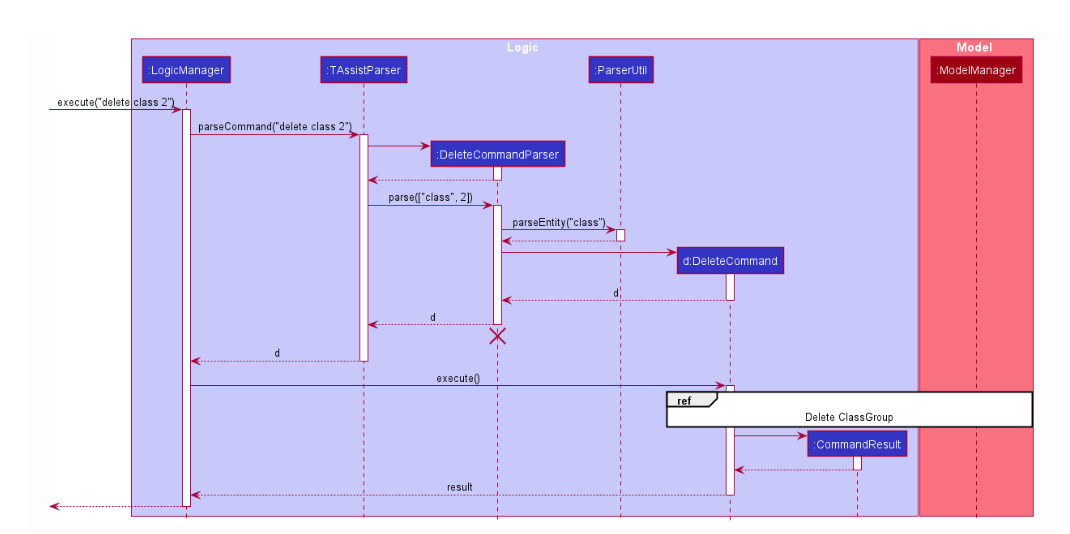 Logic
Model
:LogicManager
:TAssistParser
:ParserUtil
:ModelManager
execute("delete class 2")
parseCommand("delete class 2")
:DeleteCommandParser
parse(["class", 2])
parseEntity("class")
d:DeleteCommand
d
d
d
execute()
ref
Delete ClassGroup
:CommandResult
result